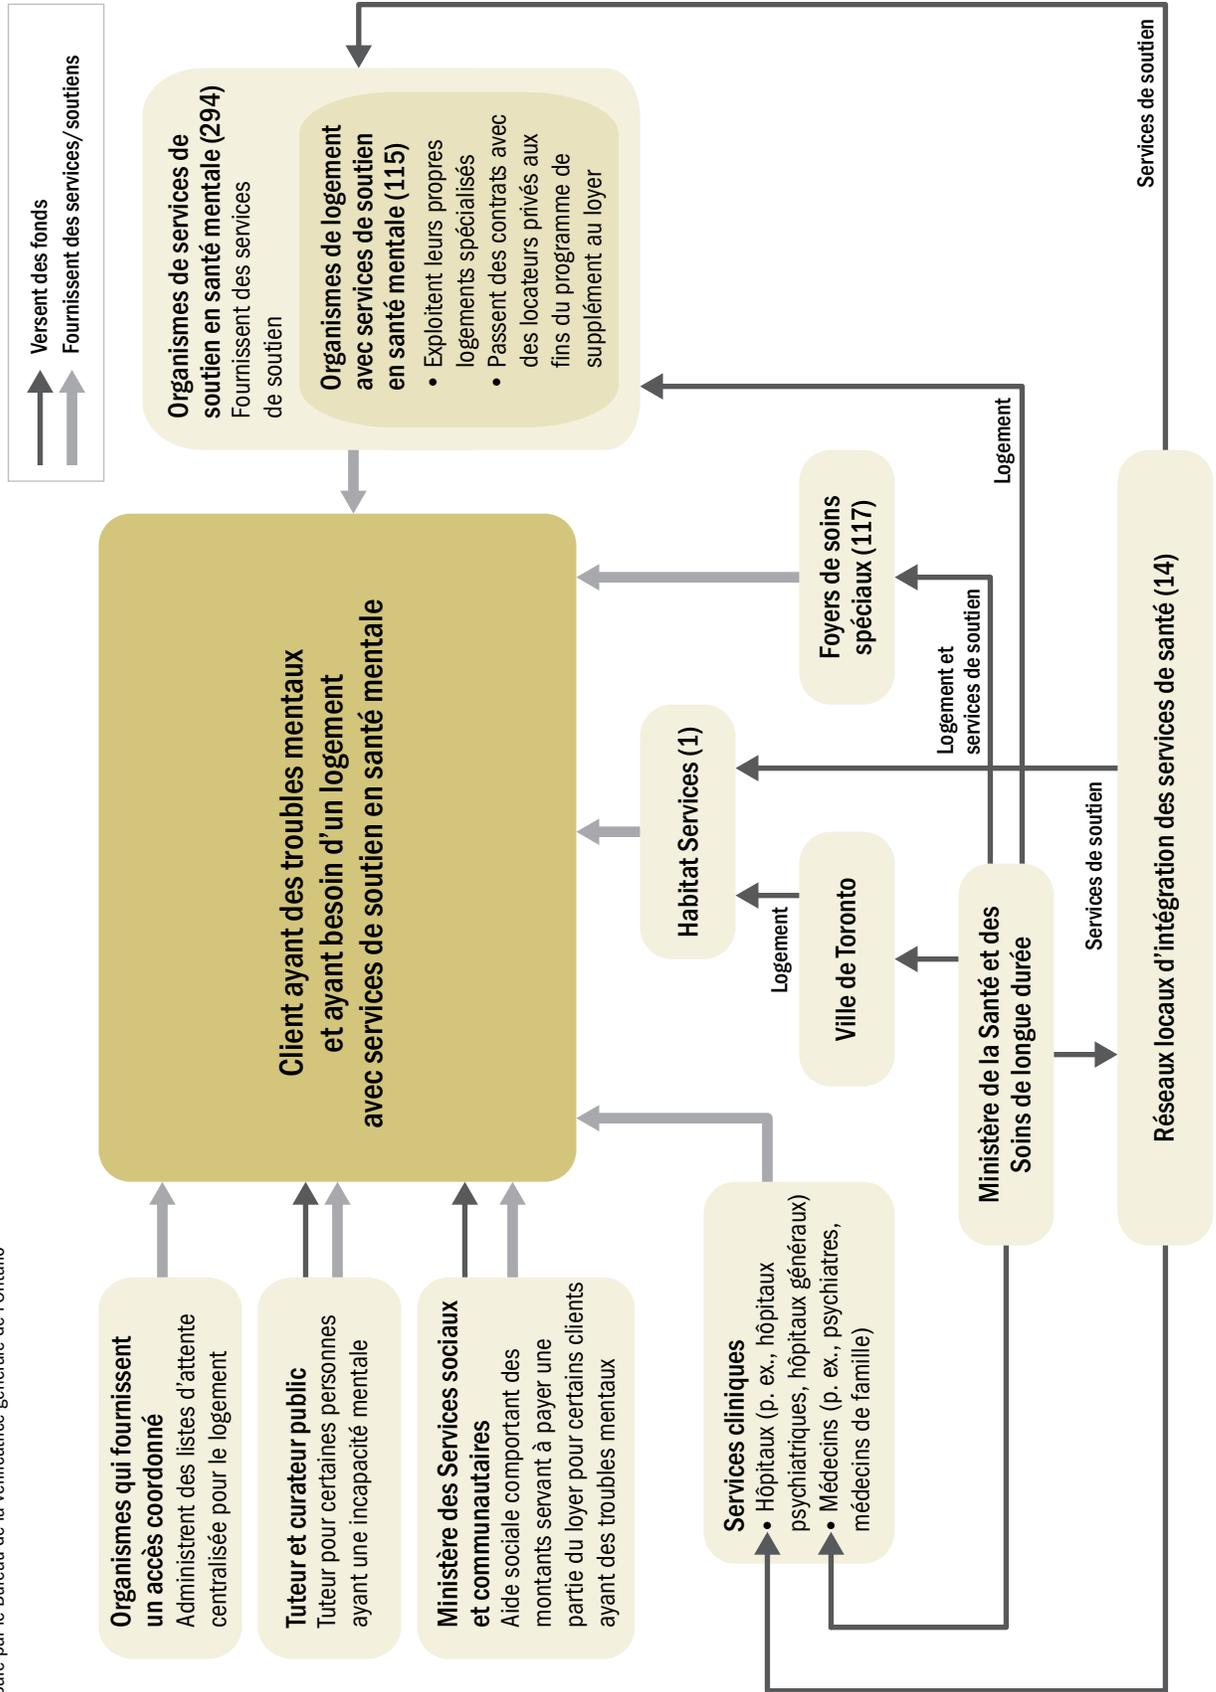 par le Bureau de la vérificatrice générale de l'Ontario
Versent des fonds
Fournissent des services/soutiens
Organismes qui fournissent
un accès coordonné
Administrent des listes d'attente
centralisée pour le logement
Tuteur et curateur public
Tuteur pour certaines personnes
ayant une incapacité mentale
Ministère des Services sociaux
et communautaires
Aide sociale comportant des
montants servant à payer une
partie du loyer pour certains clients
ayant des troubles mentaux
Client ayant des troubles mentaux
et ayant besoin d'un logement
avec services de soutien en santé mentale
Organismes de services de
soutien en santé mentale (294)
Fournissent des services
de soutien
Organismes de logement
avec services de soutien
en santé mentale (115)
• Exploitent leurs propres
logements spécialisés
• Passent des contrats avec
des locateurs privés aux
fins du programme de
supplément au loyer
Services cliniques
• Hôpitaux (p. ex., hôpitaux
psychiatriques, hôpitaux généraux)
• Médecins (p. ex., psychiatres,
médecins de famille)
Habitat Services (1)
Logement
Ville de Toronto
Foyers de soins
spéciaux (117)
Logement et
services de soutien
Logement
Ministère de la Santé et des
Soins de longue durée
Services de soutien
Services de soutien
Réseaux locaux d'intégration des services de santé (14)